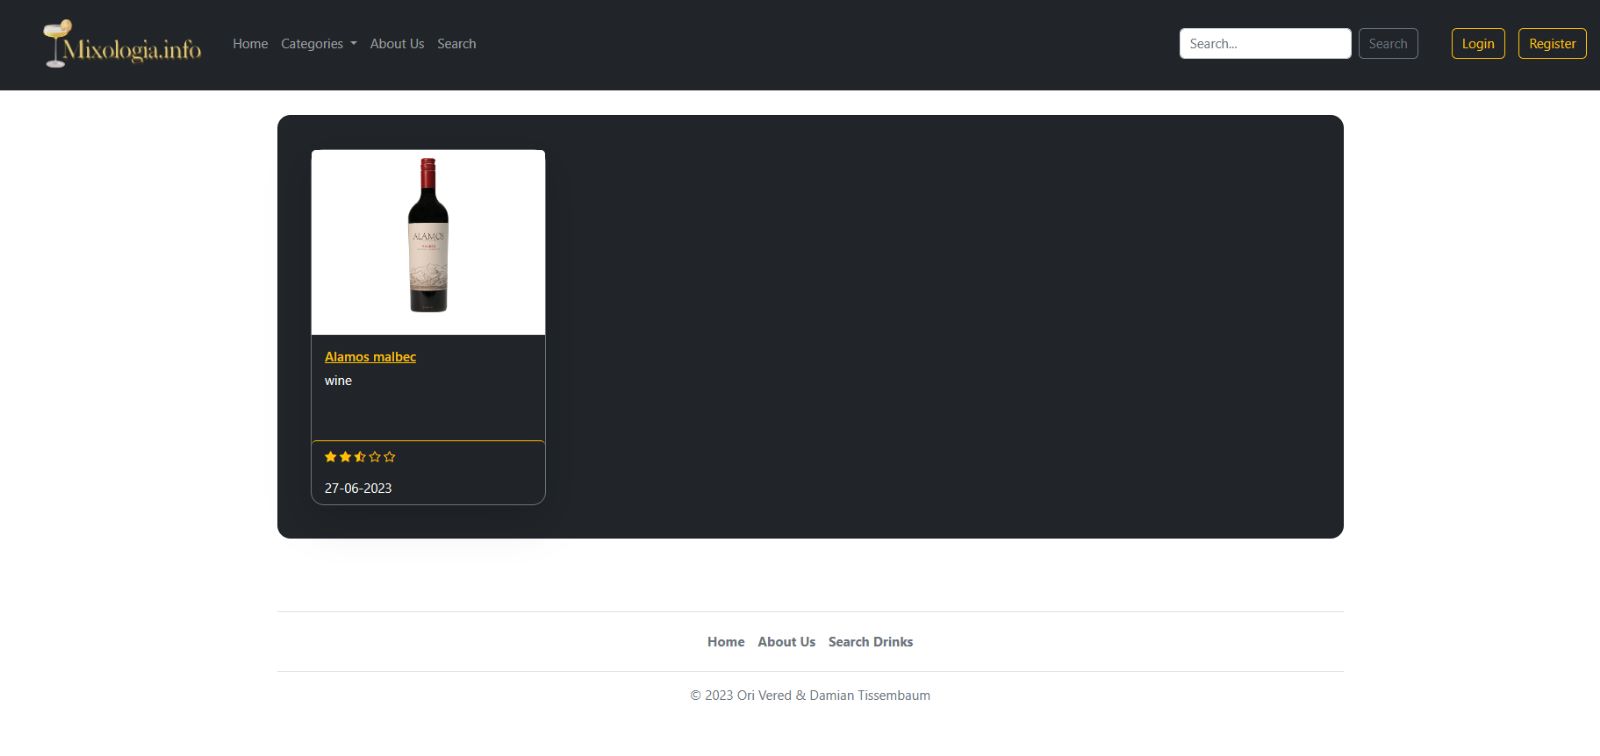 Mixologia.info
Home Categories About Us Search
Search... Search Login Register
ALAMOS
Alamos malbec
wine
27-06-2023
Home About Us Search Drinks
© 2023 Ori Vered & Damian Tissembaum